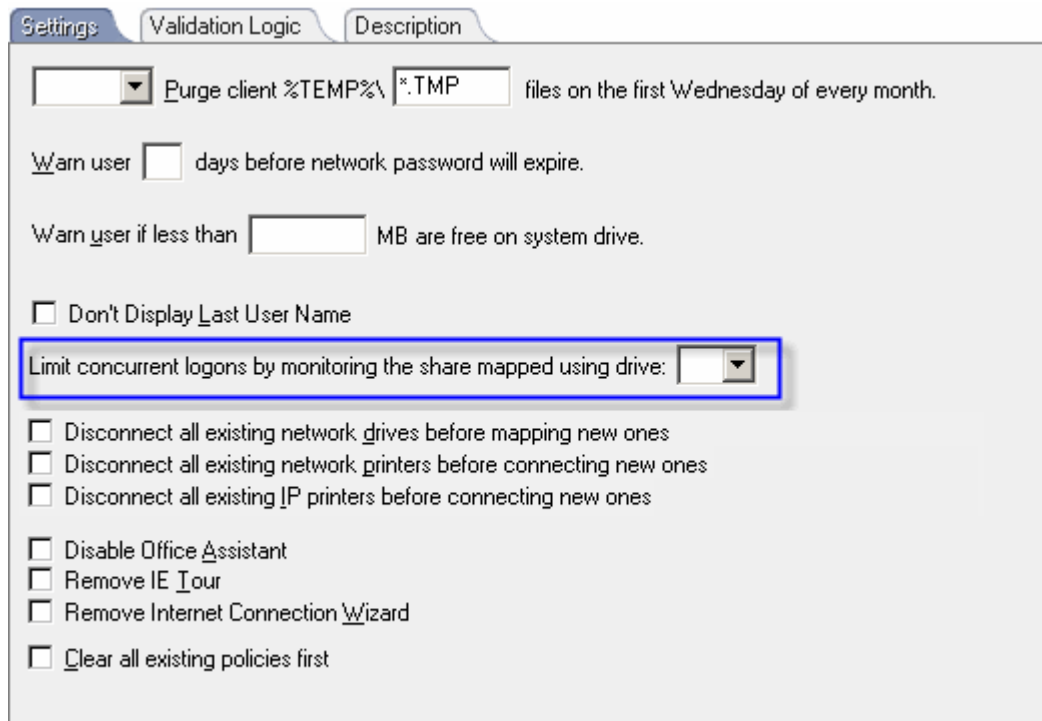 Settings Validation Logic Description
Purge client %TEMP%\ *.TMP files on the first Wednesday of every month.
Warn user days before network password will expire.
Warn user if less than MB are free on system drive.
Don't Display Last User Name
Limit concurrent logons by monitoring the share mapped using drive:
Disconnect all existing network drives before mapping new ones
Disconnect all existing network printers before connecting new ones
Disconnect all existing IP printers before connecting new ones
Disable Office Assistant
Remove IE Tour
Remove Internet Connection Wizard
Clear all existing policies first